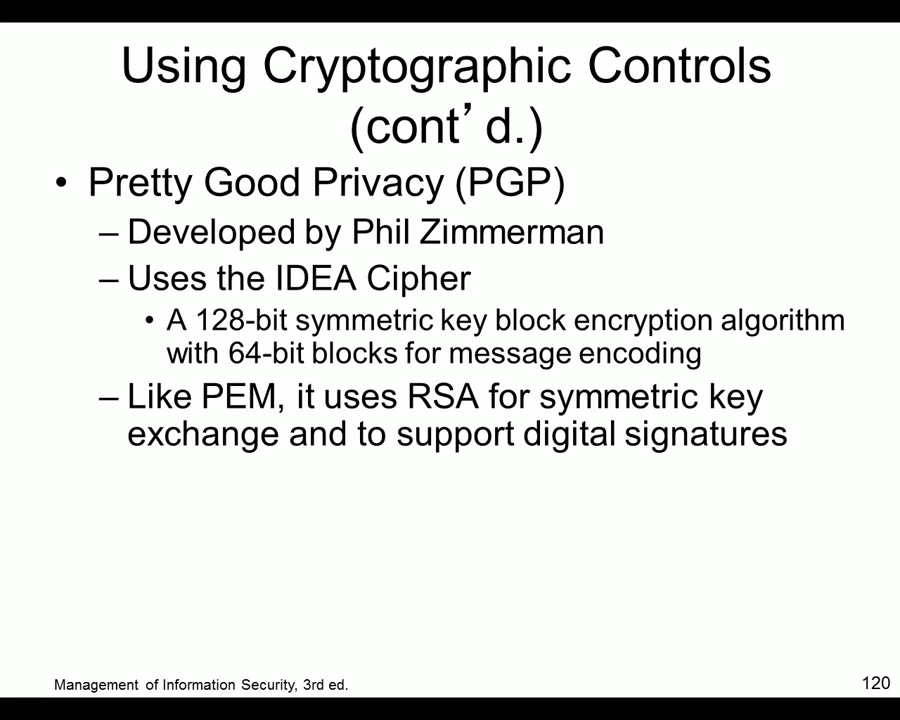 Using Cryptographic Controls
(cont’d.)
• Pretty Good Privacy (PGP)
– Developed by Phil Zimmerman
– Uses the IDEA Cipher
• A 128-bit symmetric key block encryption algorithm
with 64-bit blocks for message encoding
– Like PEM, it uses RSA for symmetric key
exchange and to support digital signatures
Management of Information Security, 3rd ed.
120